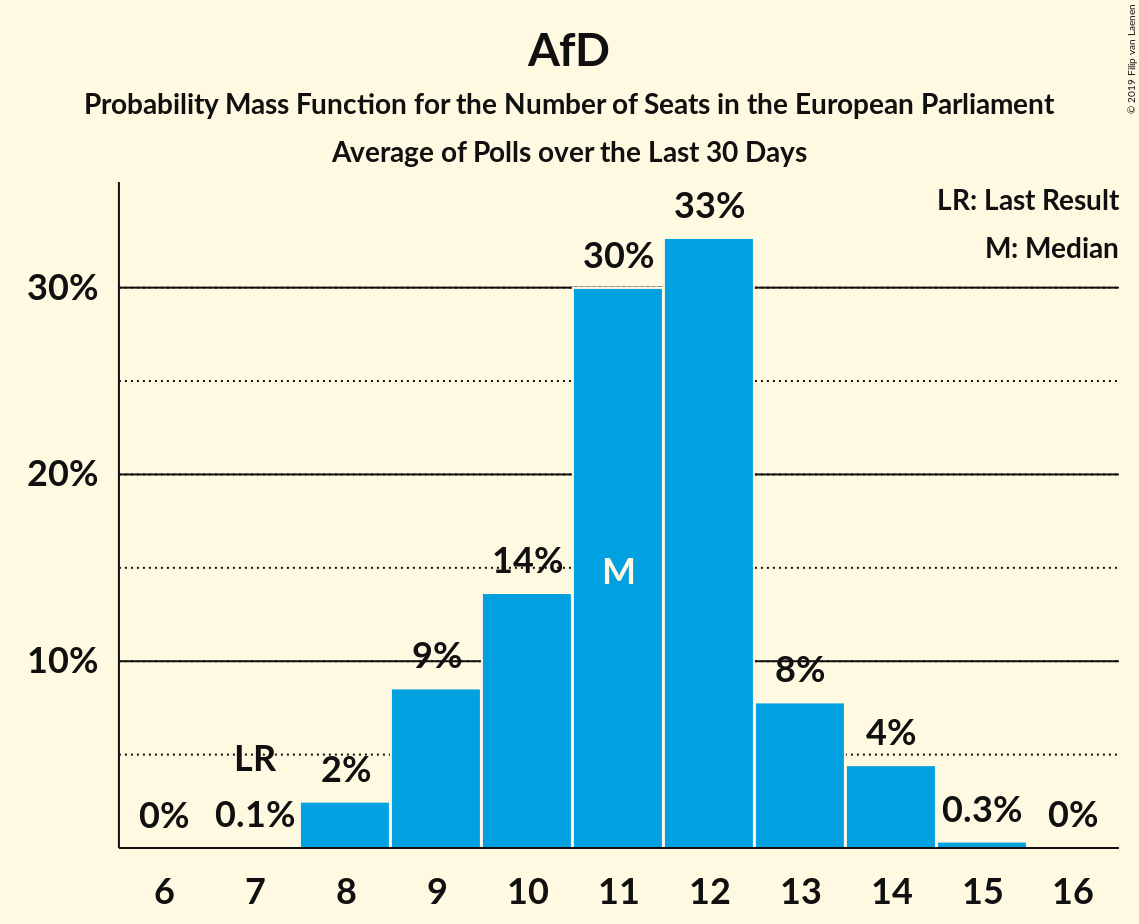 AfD
Probability Mass Function for the Number of Seats in the European Parliament
Average of Polls over the Last 30 Days
© 2019 Filip van Laenen
LR: Last Result
M: Median
33%
30%
30%
20%
14%
M
10%
9%
8%
4%
LR
2%
0%
0.1%
0.3%
0%
6 7 8 9 10 11 12 13 14 15 16